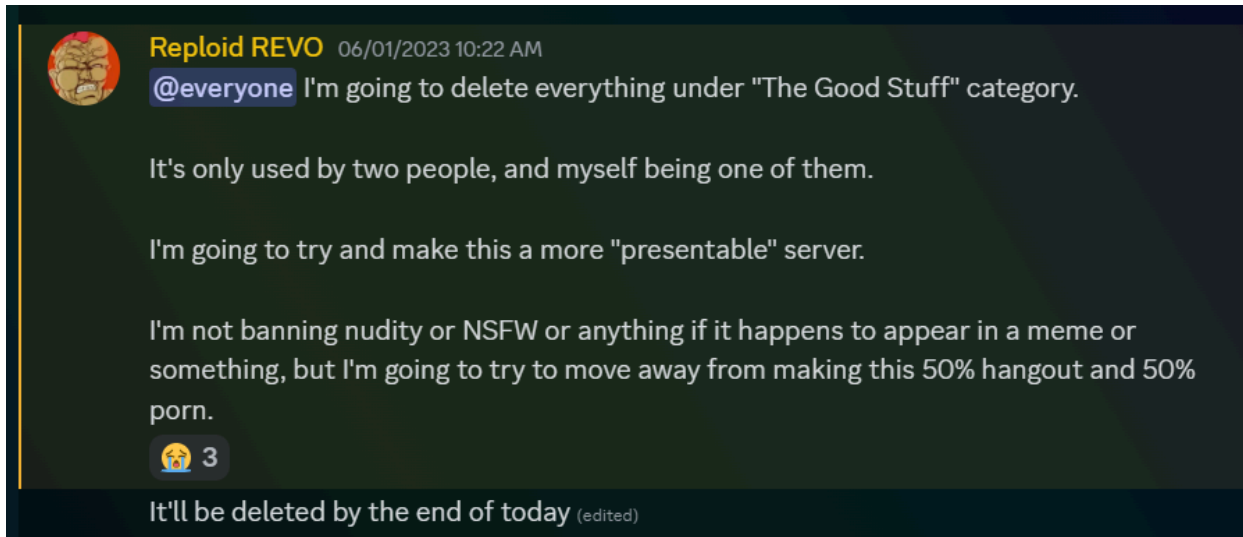 Reploid REVO 06/01/2023 10:22 AM
@everyone I'm going to delete everything under "The Good Stuff" category.
It's only used by two people, and myself being one of them.
I'm going to try and make this a more "presentable" server.
I'm not banning nudity or NSFW or anything if it happens to appear in a meme or
something, but I'm going to try to move away from making this 50% hangout and 50%
porn.
😭 3
It'll be deleted by the end of today (edited)